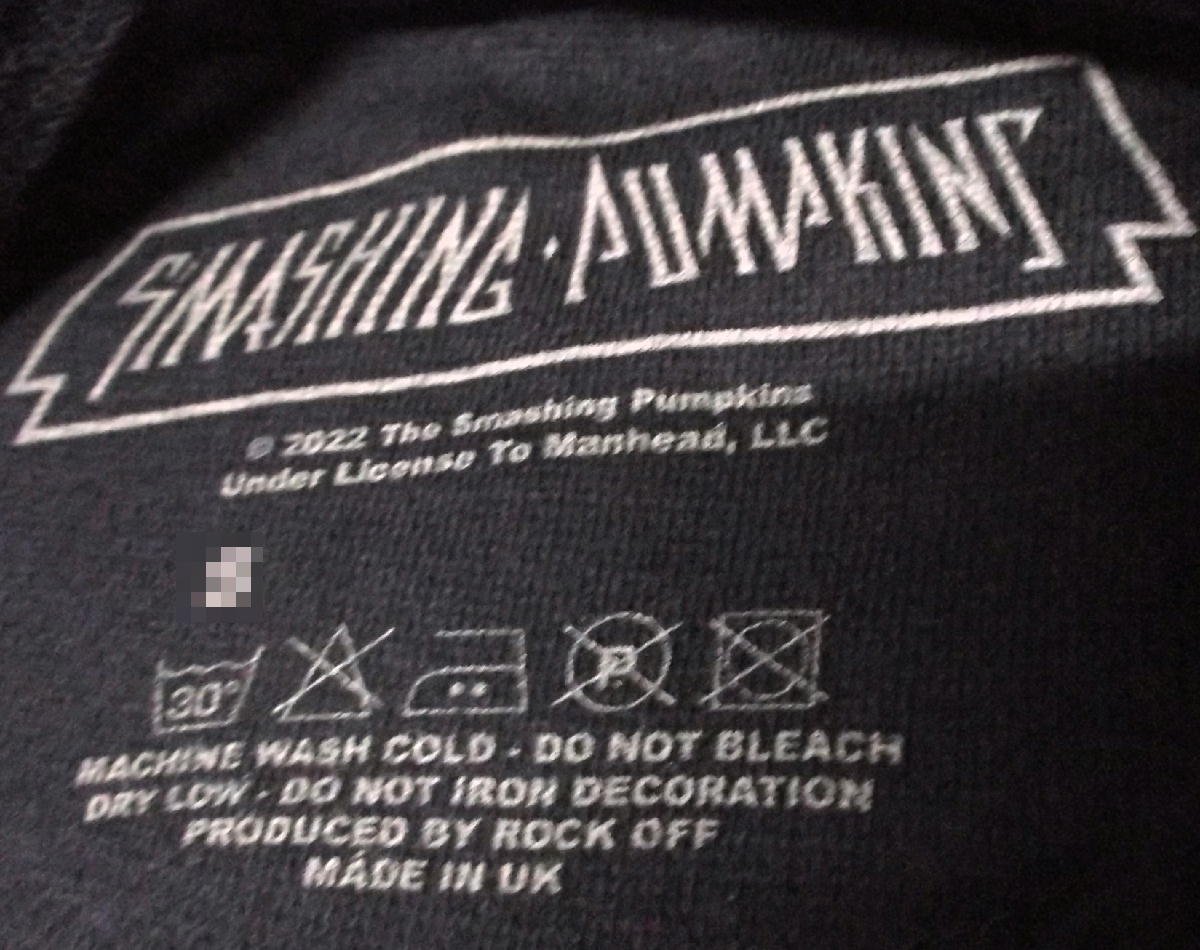 SMASHING · PUMPKINS
© 2022 The Smashing Pumpkins
Under License To Manhead, LLC
30° P
MACHINE WASH COLD - DO NOT BLEACH
DRY LOW - DO NOT IRON DECORATION
PRODUCED BY ROCK OFF
MADE IN UK